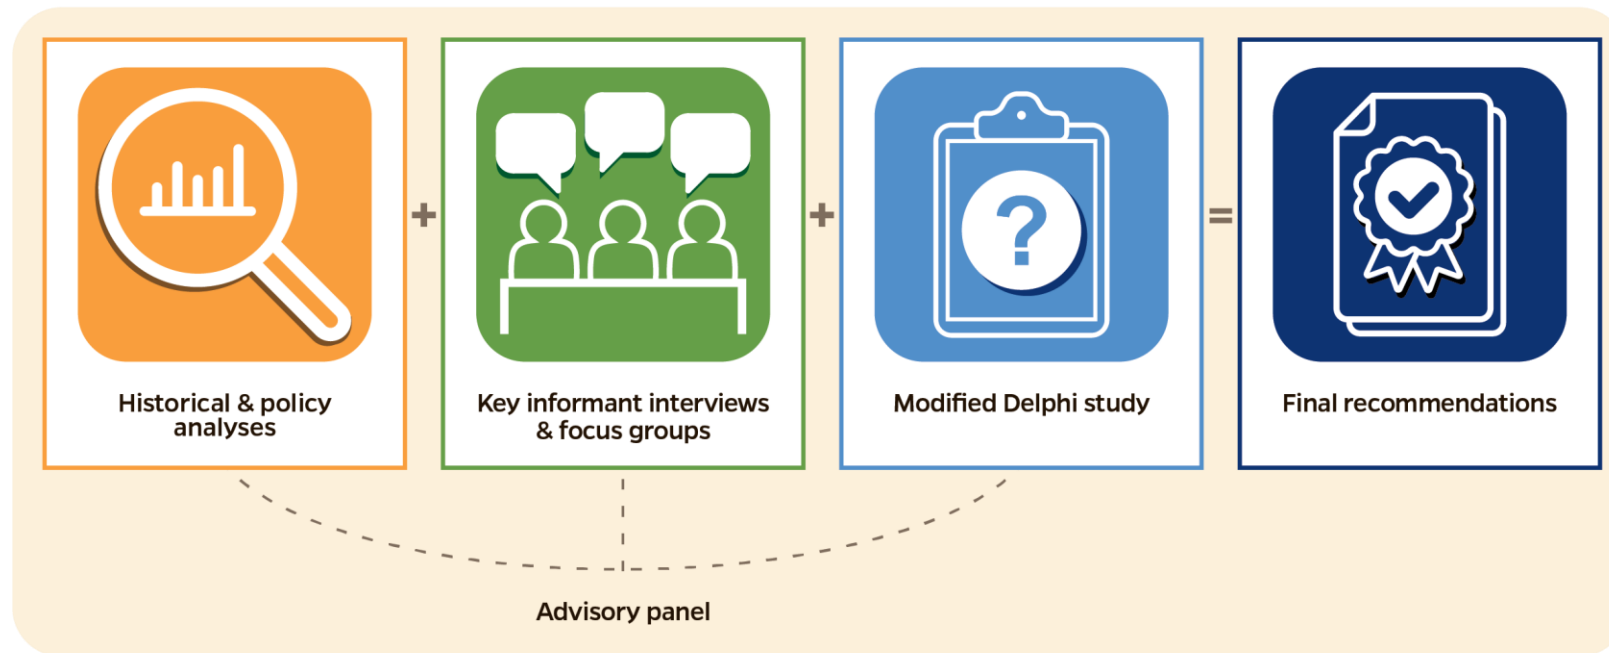 +
+
=
?
Historical & policy
analyses
Key informant interviews
& focus groups
Modified Delphi study
Final recommendations
Advisory panel